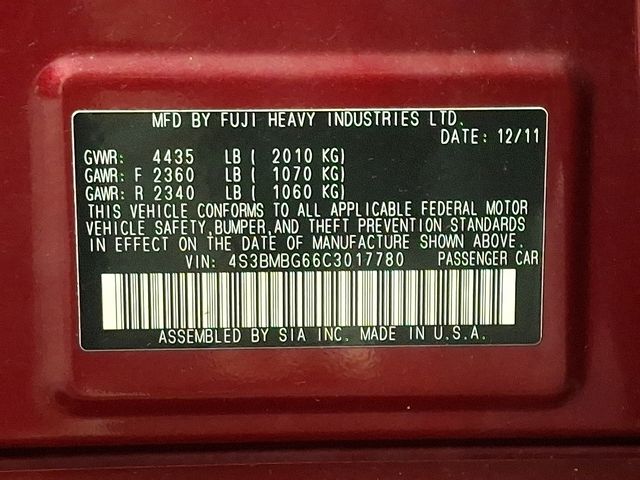 MFD BY FUJI HEAVY INDUSTRIES LTD.
DATE: 12/11
GVWR: 4435 LB ( 2010 KG)
GAWR: F 2360 LB ( 1070 KG)
GAWR: R 2340 LB ( 1060 KG)
THIS VEHICLE CONFORMS TO ALL APPLICABLE FEDERAL MOTOR
VEHICLE SAFETY,BUMPER,AND THEFT PREVENTION STANDARDS
IN EFFECT ON THE DATE OF MANUFACTURE SHOWN ABOVE.
VIN: 4S3BMBG66C3017780 PASSENGER CAR
ASSEMBLED BY SIA INC. MADE IN U.S.A.